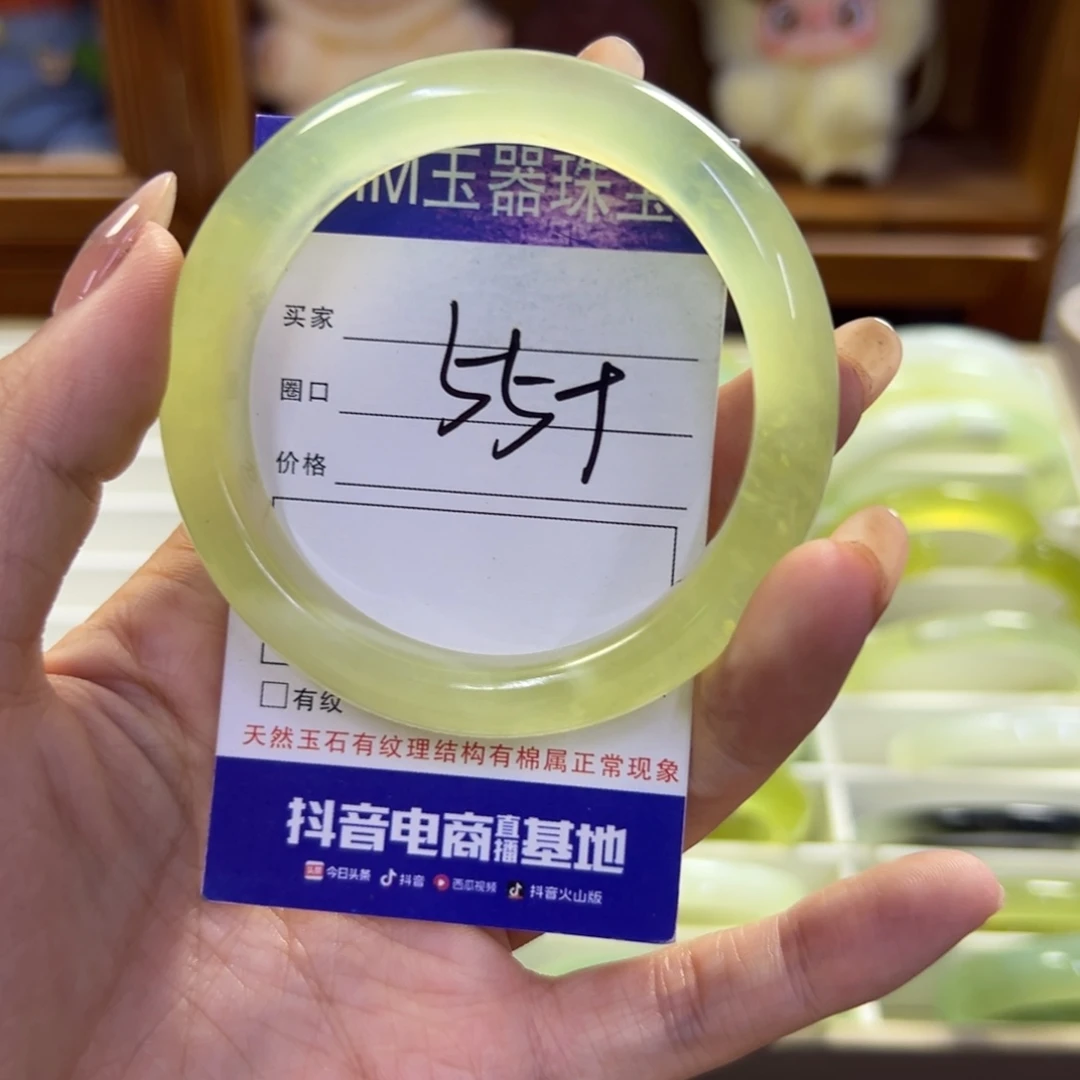 玉器珠宝
买家
圈口
价格
55寸
有纹
天然玉石有纹理结构有棉属正常现象
抖音电商直播基地
头条 今日头条 抖音 西瓜视频 抖音火山版